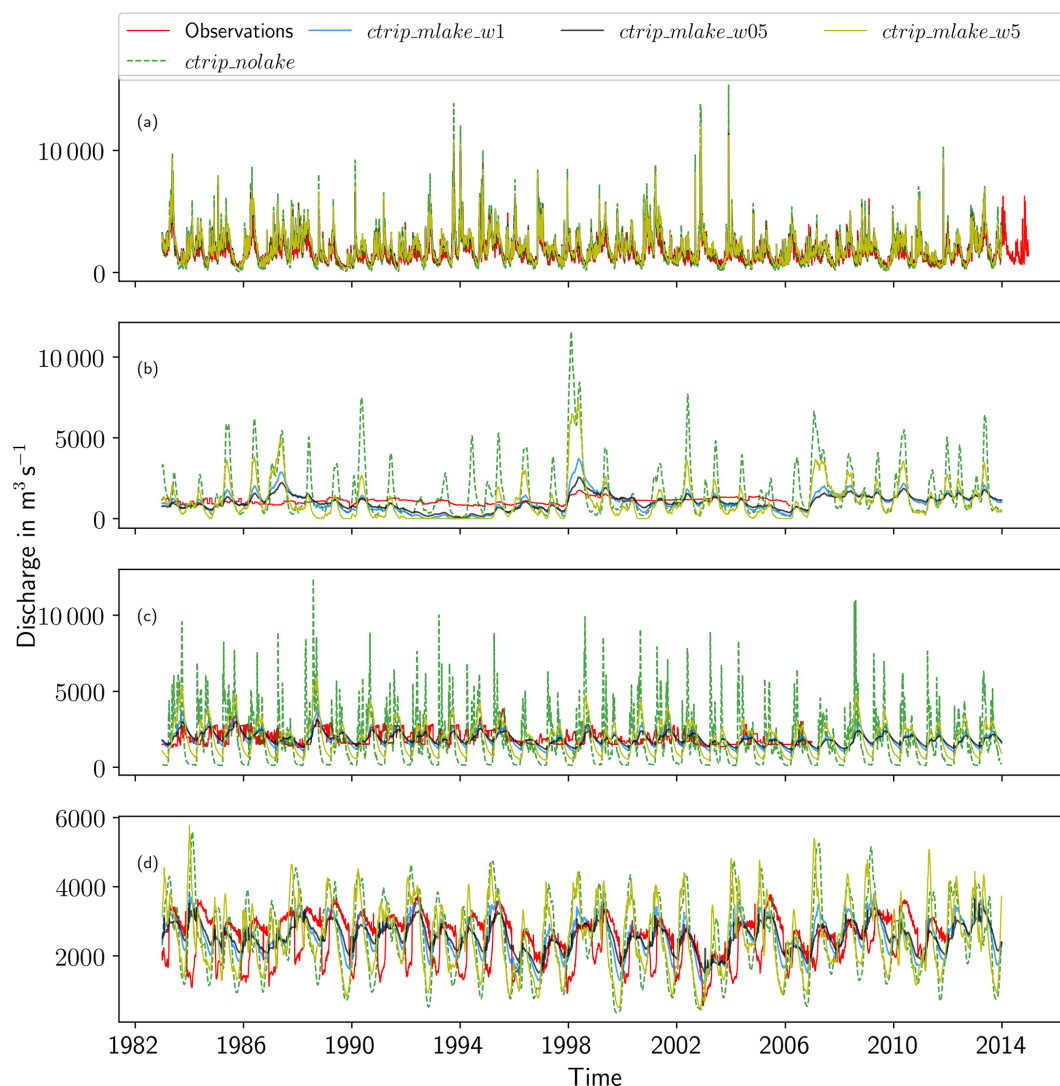 Observations ctrip_mlake_w1 ctrip_mlake_w05 ctrip_mlake_w5
ctrip_nolake
(a)
10 000
0
(b)
10 000
5000
0
(c)
10 000
5000
0
(d)
6000
4000
2000
Discharge in m³ s⁻¹
1982 1986 1990 1994 1998 2002 2006 2010 2014
Time